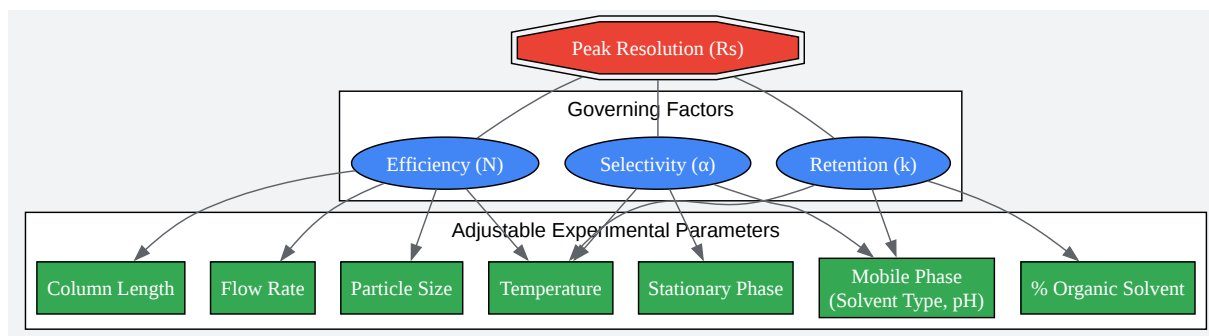 Peak Resolution (Rs)
Governing Factors
Efficiency (N)
Selectivity (α)
Retention (k)
Adjustable Experimental Parameters
Column Length
Flow Rate
Particle Size
Temperature
Stationary Phase
Mobile Phase
(Solvent Type, pH)
% Organic Solvent